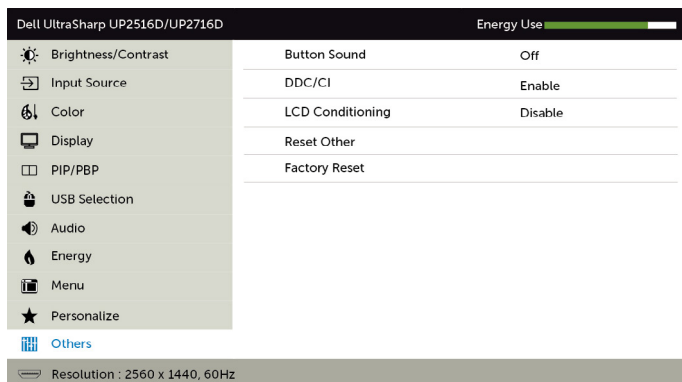 Dell UltraSharp UP2516D/UP2716D Energy Use
Brightness/Contrast
Input Source
Color
Display
PIP/PBP
USB Selection
Audio
Energy
Menu
Personalize
Others
Button Sound Off
DDC/CI Enable
LCD Conditioning Disable
Reset Other
Factory Reset
Resolution : 2560 x 1440, 60Hz